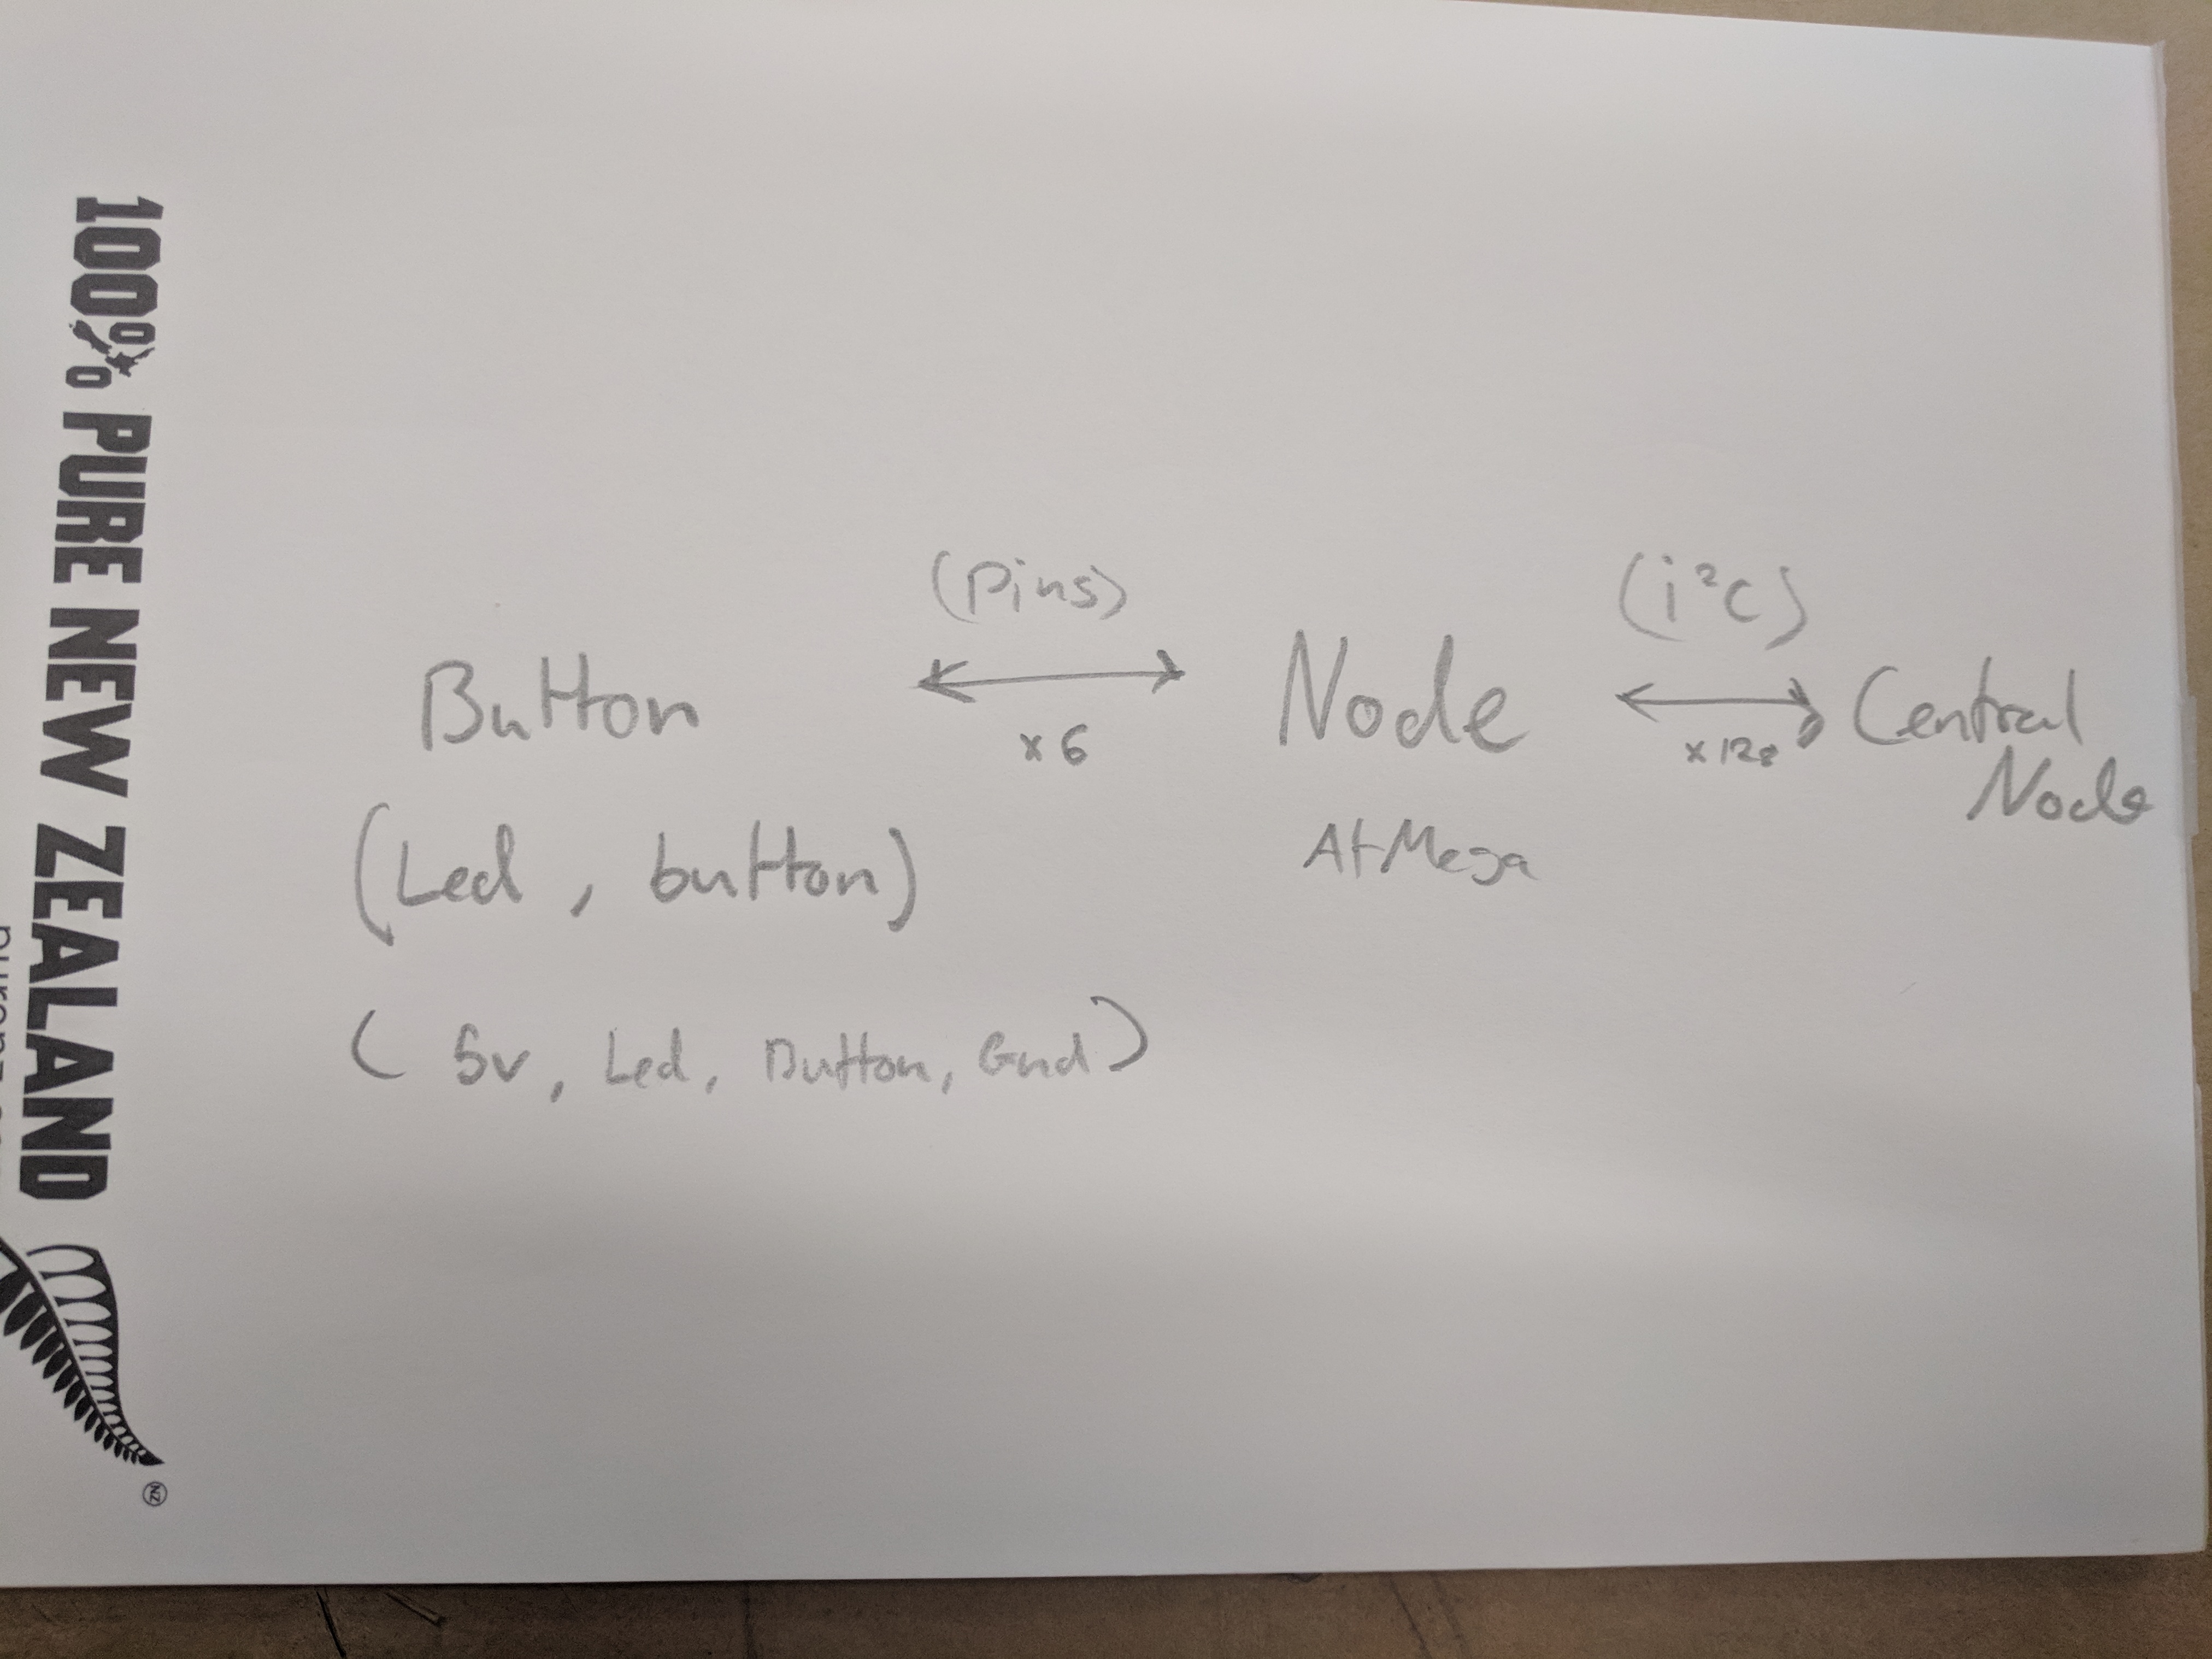 100% PURE NEW ZEALAND
(Pins)
(i²c)
Button
Node
Central
Node
x 6
x 128
(Led , button)
AtMega
( 5v, Led, Button, Gnd)
NZ